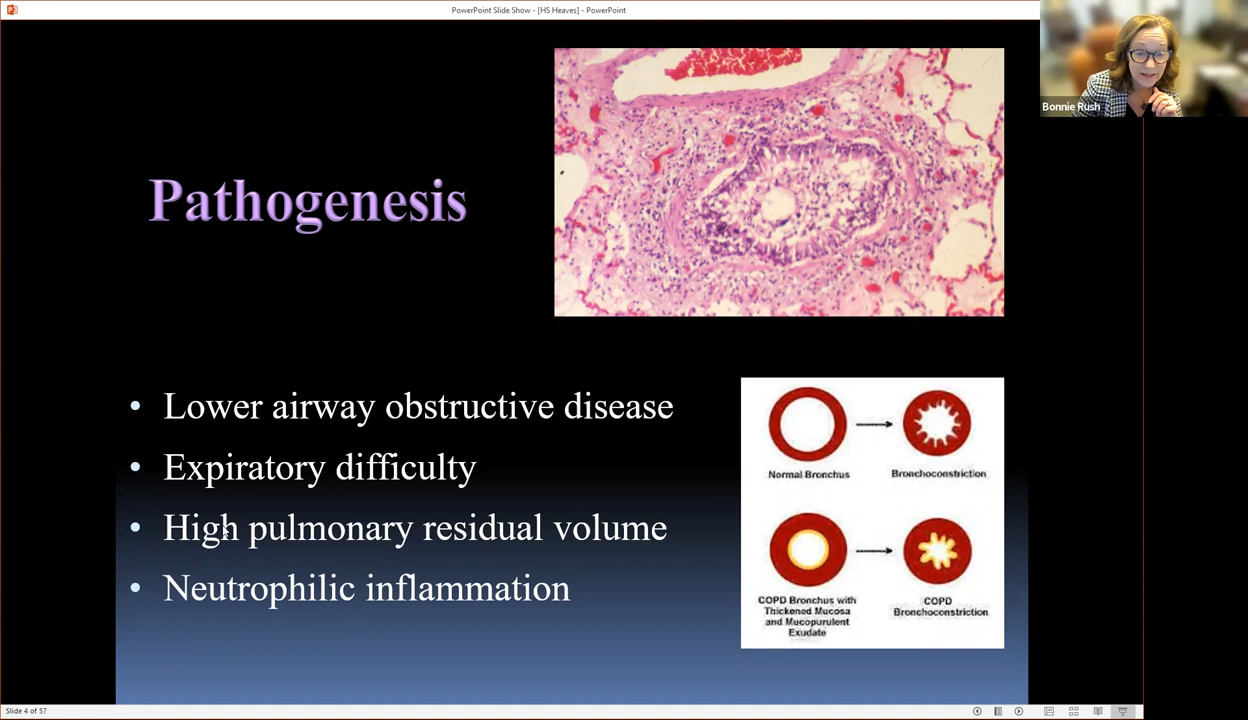 PowerPoint Slide Show - [HS Heaves] - PowerPoint
Bonnie Rush
Pathogenesis
• Lower airway obstructive disease
• Expiratory difficulty
• High pulmonary residual volume
• Neutrophilic inflammation
Normal Bronchus
Bronchoconstriction
COPD Bronchus with
Thickened Mucosa
and Mucopurulent
Exudate
COPD
Bronchoconstriction
Slide 4 of 57